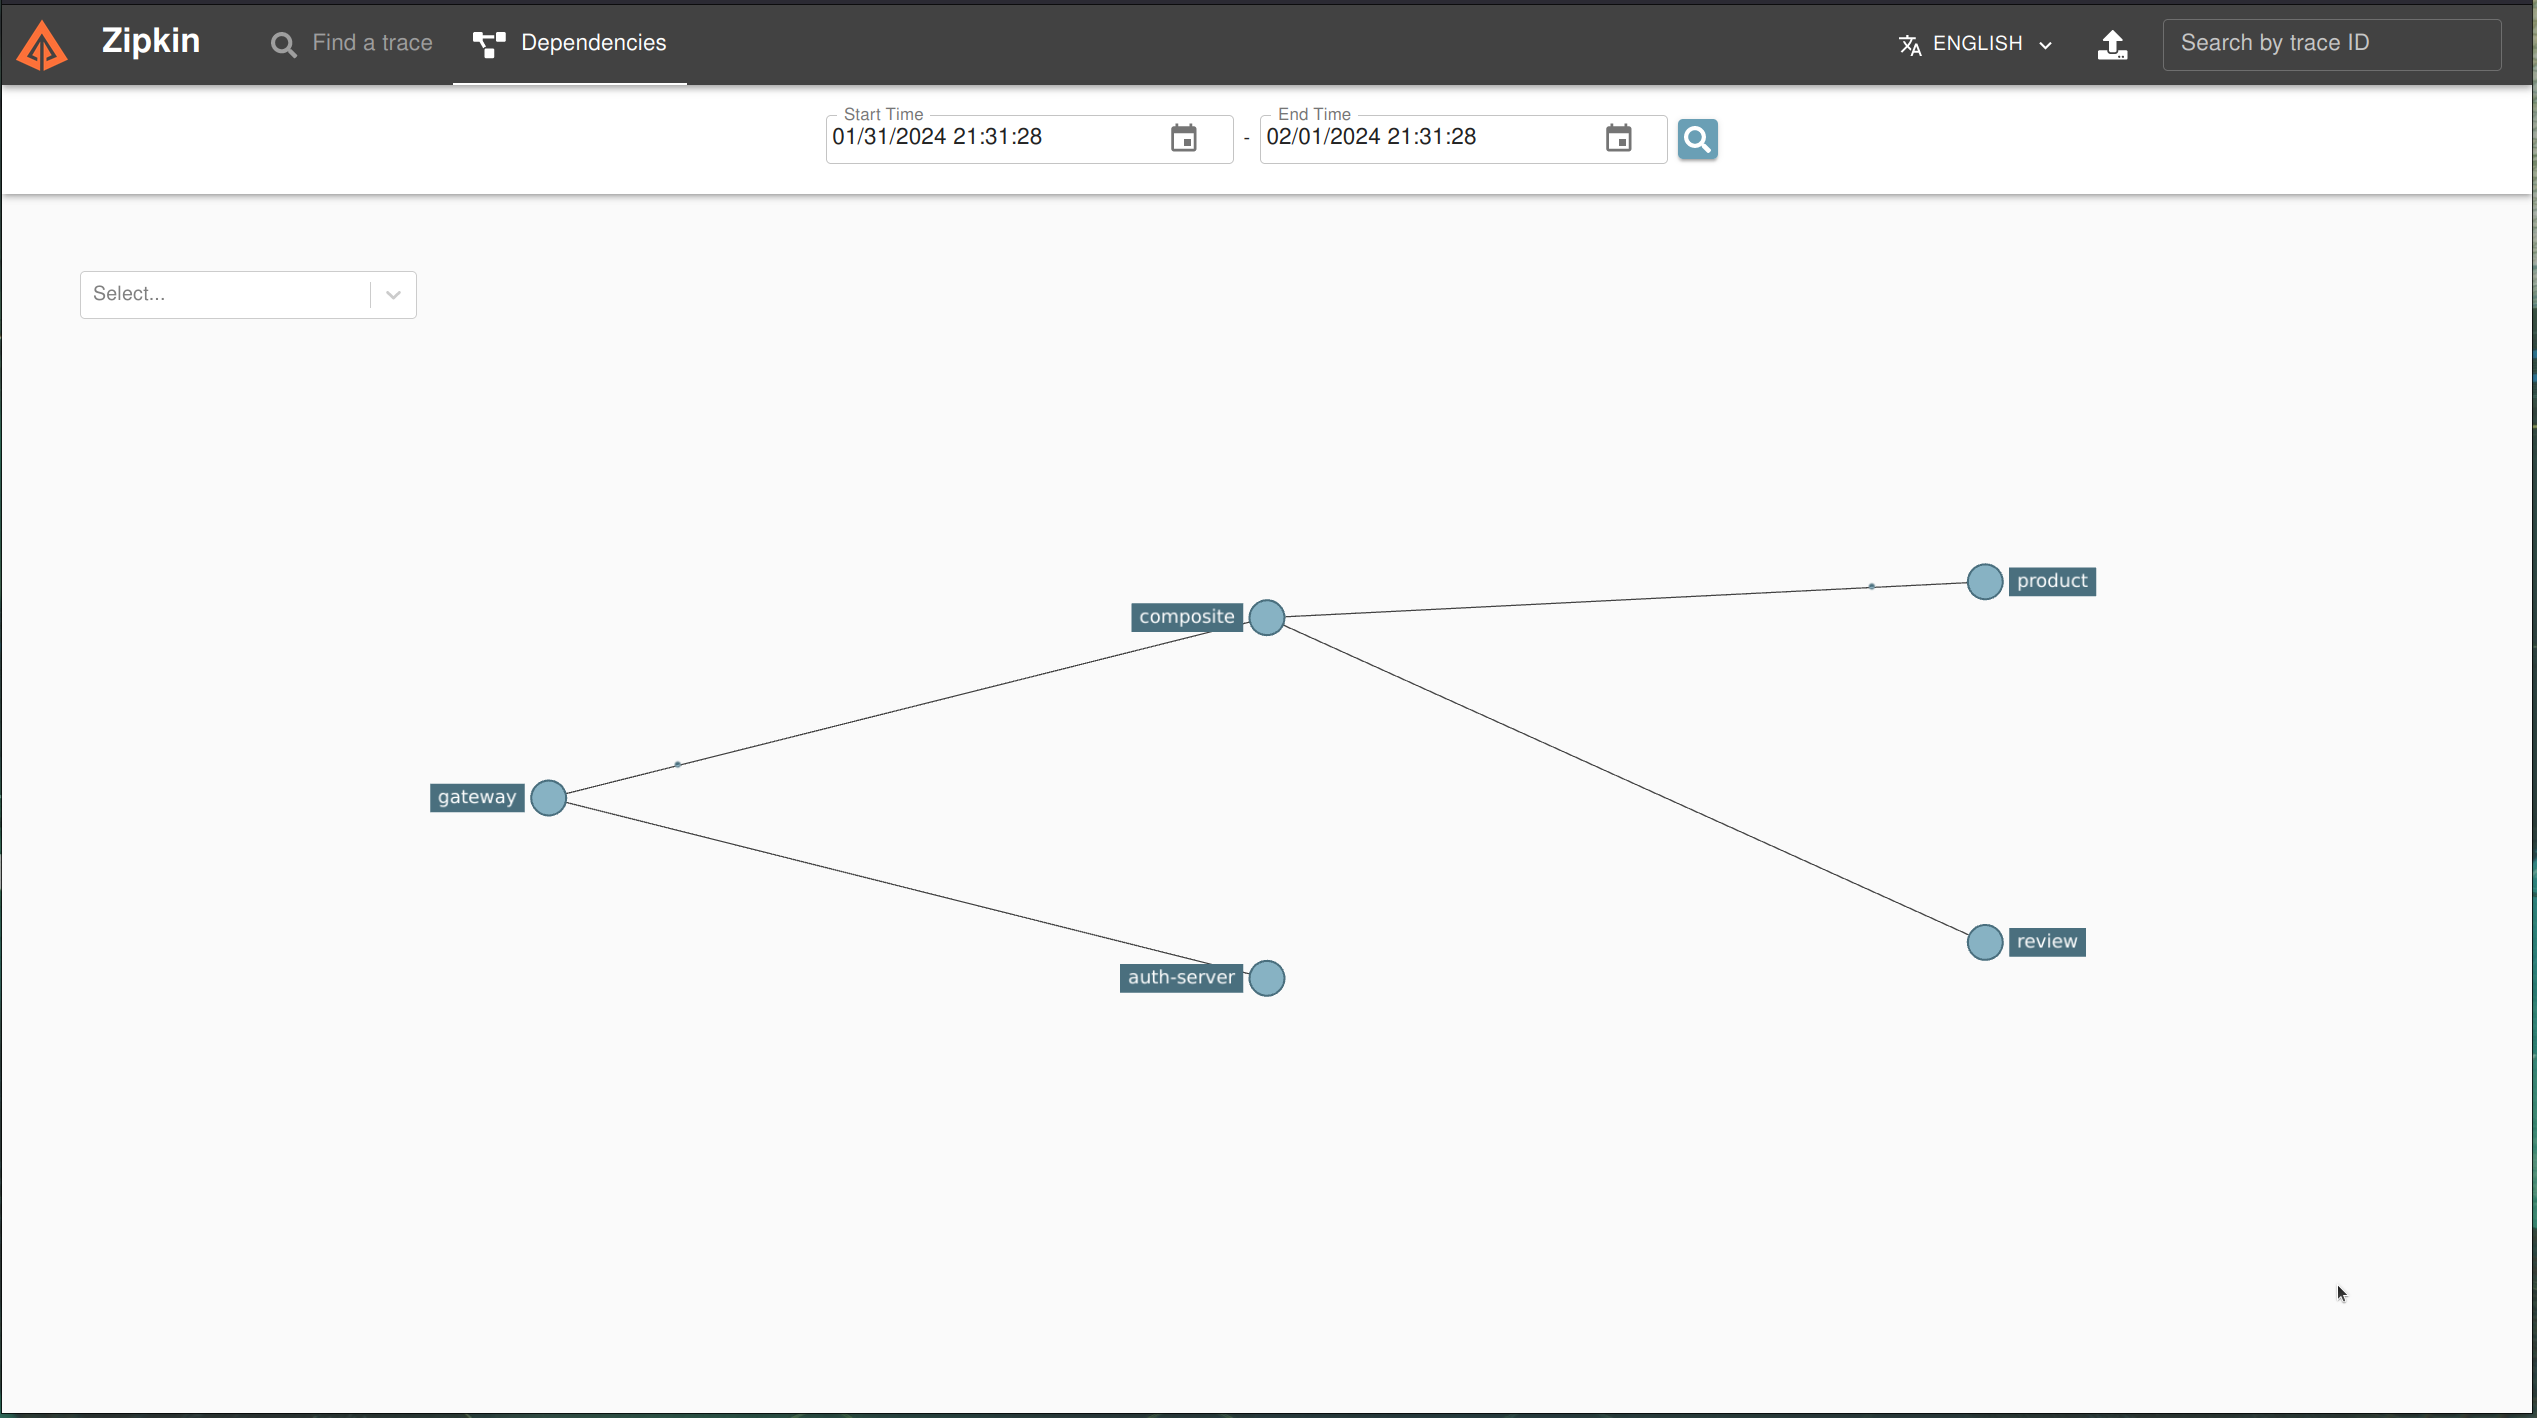 Zipkin
Find a trace
Dependencies
ENGLISH
Search by trace ID
Start Time
01/31/2024 21:31:28
-
End Time
02/01/2024 21:31:28
Select...
product
composite
gateway
review
auth-server